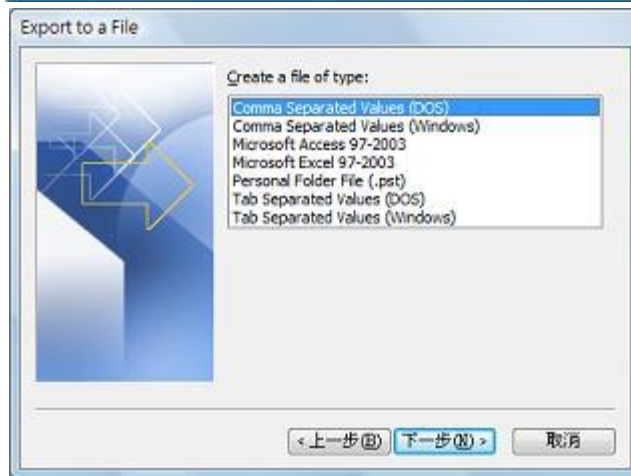 Export to a File
Create a file of type:
Comma Separated Values (DOS)
Comma Separated Values (Windows)
Microsoft Access 97-2003
Microsoft Excel 97-2003
Personal Folder File (.pst)
Tab Separated Values (DOS)
Tab Separated Values (Windows)
<上一步(B) 下一步(N)> 取消